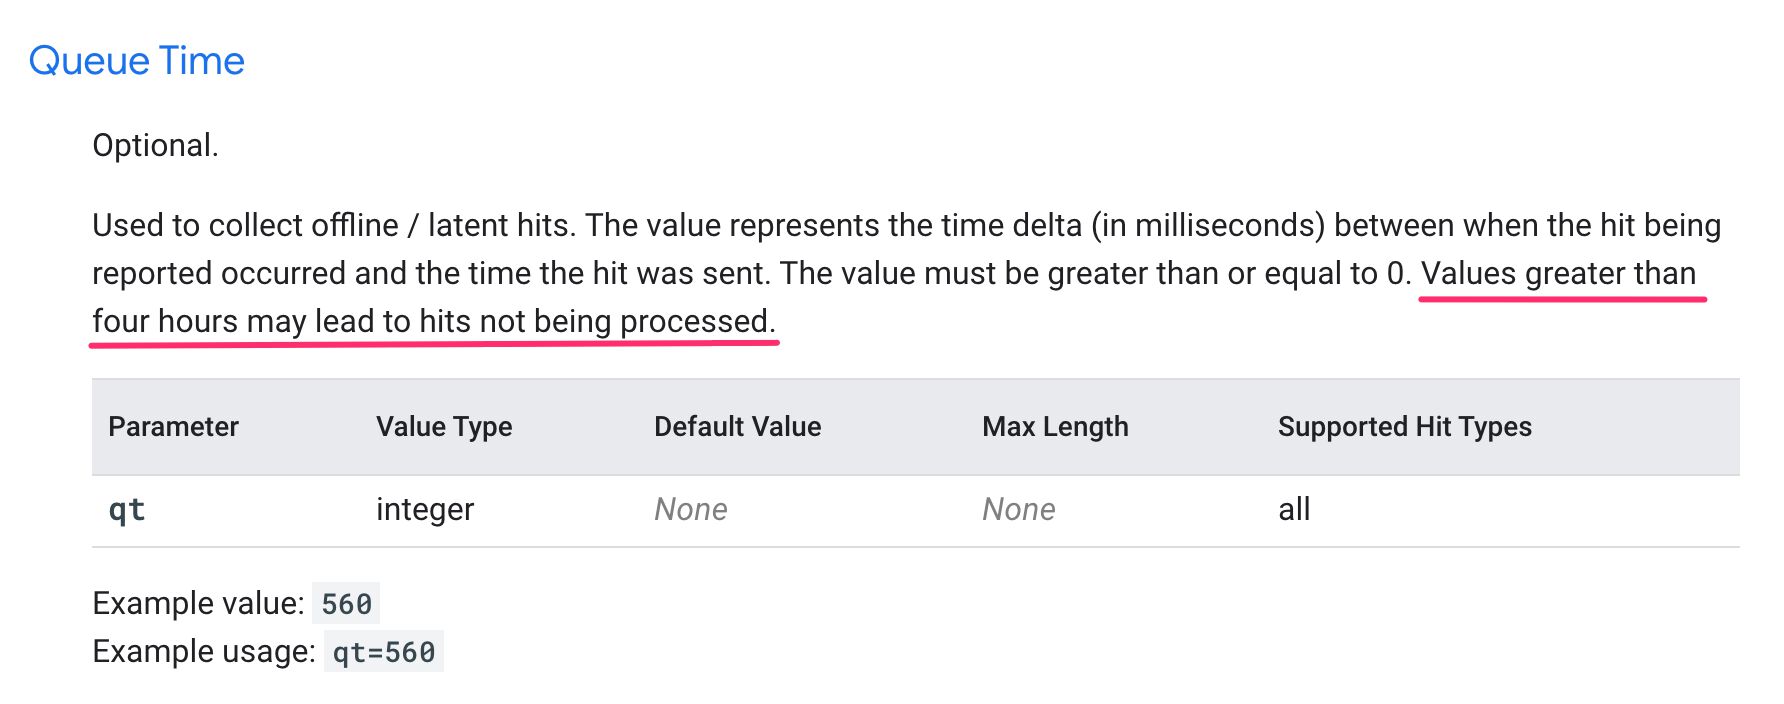 Queue Time
Optional.
Used to collect offline / latent hits. The value represents the time delta (in milliseconds) between when the hit being
reported occurred and the time the hit was sent. The value must be greater than or equal to 0. Values greater than
four hours may lead to hits not being processed.
Parameter Value Type Default Value Max Length Supported Hit Types
qt integer None None all
Example value: 560
Example usage: qt=560